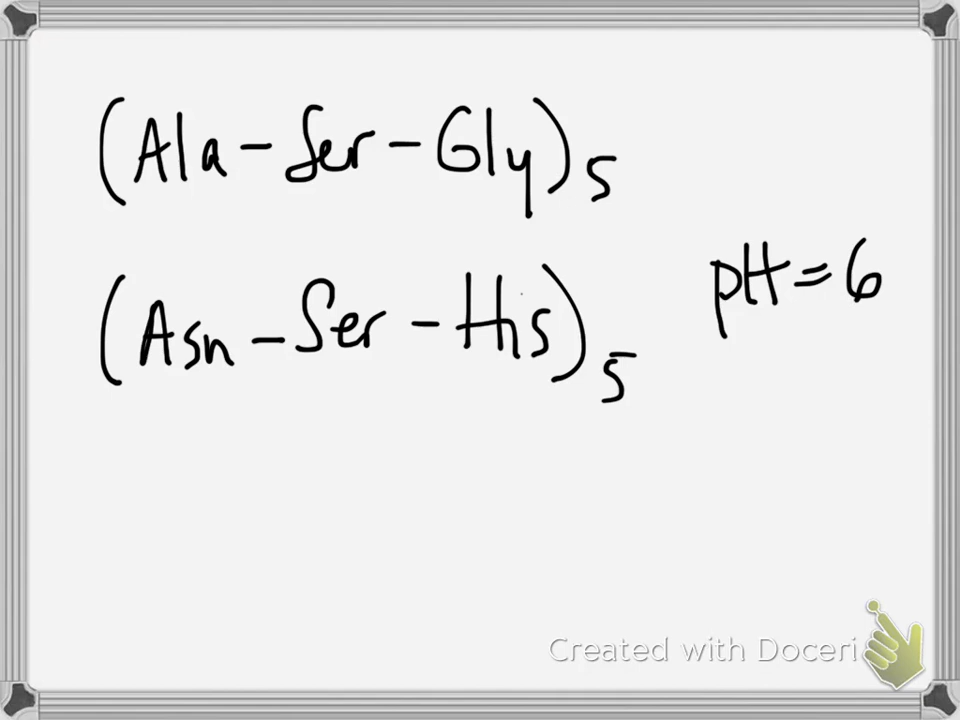 (Ala-Ser-Gly)5
pH=6
(Asn-Ser-His)5
Created with Doceri